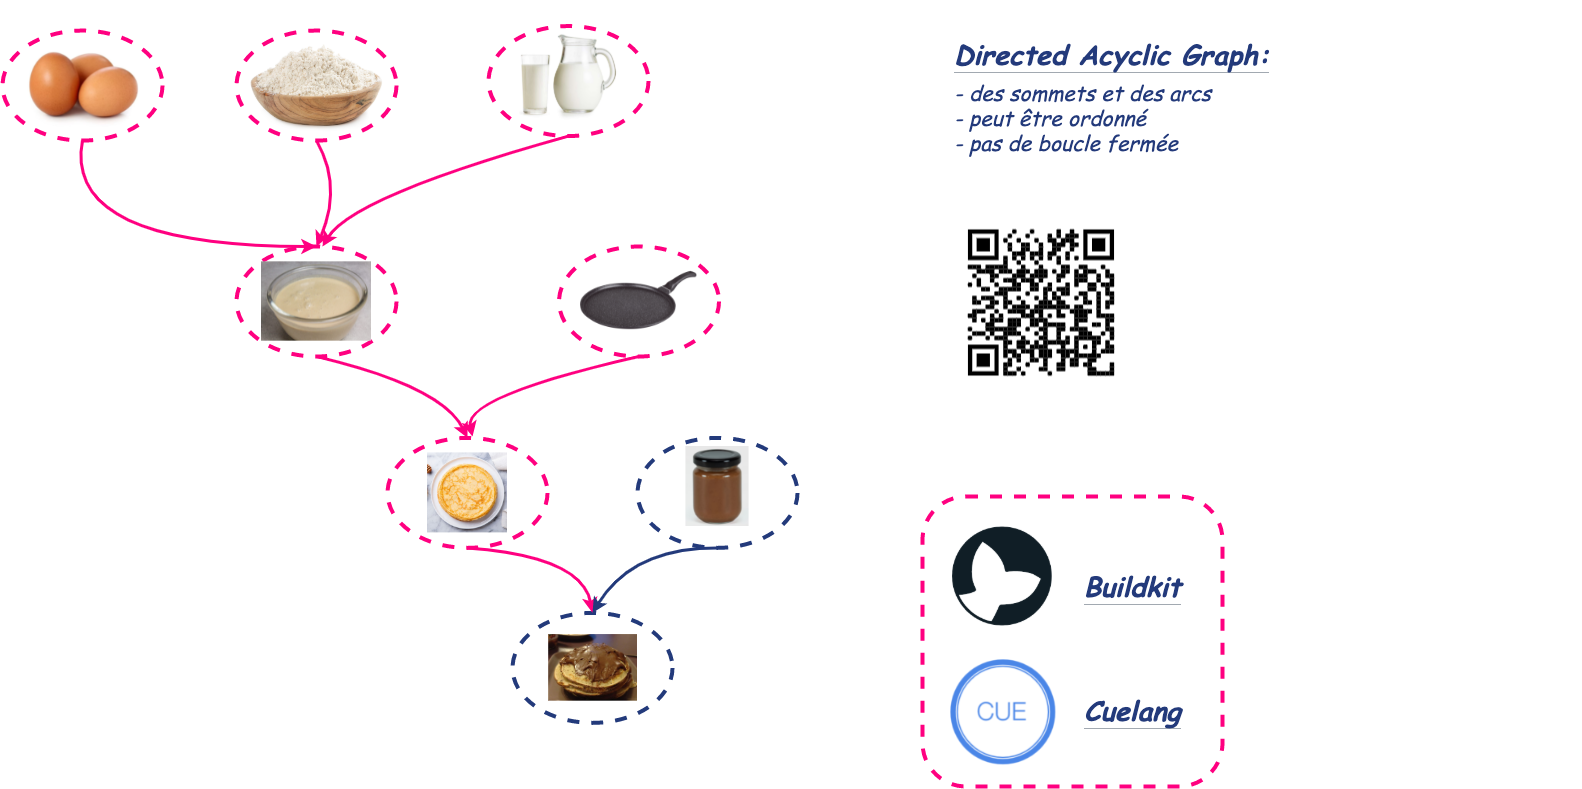 Directed Acyclic Graph:
- des sommets et des arcs
- peut être ordonné
- pas de boucle fermée
Buildkit
CUE
Cuelang